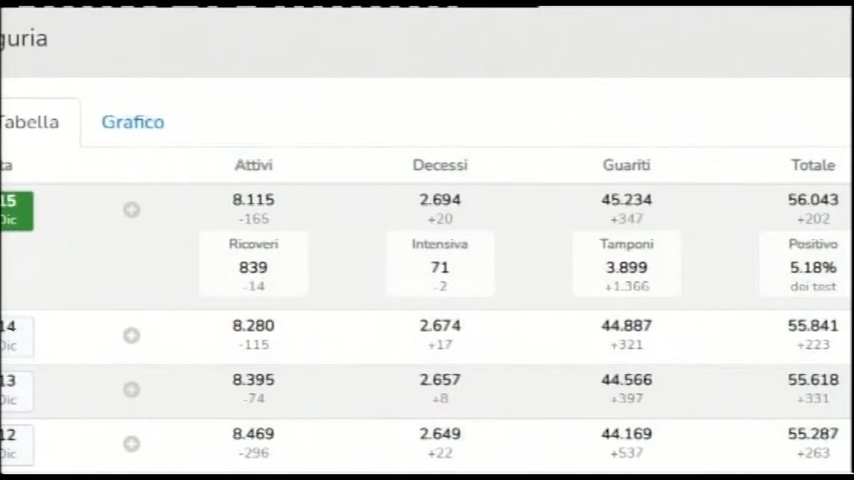 guria
Tabella Grafico
ta Attivi Decessi Guariti Totale
15 8.115 2.694 45.234 56.043
Dic -165 +20 +347 +202
Ricoveri Intensiva Tamponi Positivo
839 71 3.899 5.18%
-14 -2 +1.366 dei test
14 8.280 2.674 44.887 55.841
Dic -115 +17 +321 +223
13 8.395 2.657 44.566 55.618
Dic -74 +8 +397 +331
12 8.469 2.649 44.169 55.287
Dic -296 +22 +537 +263